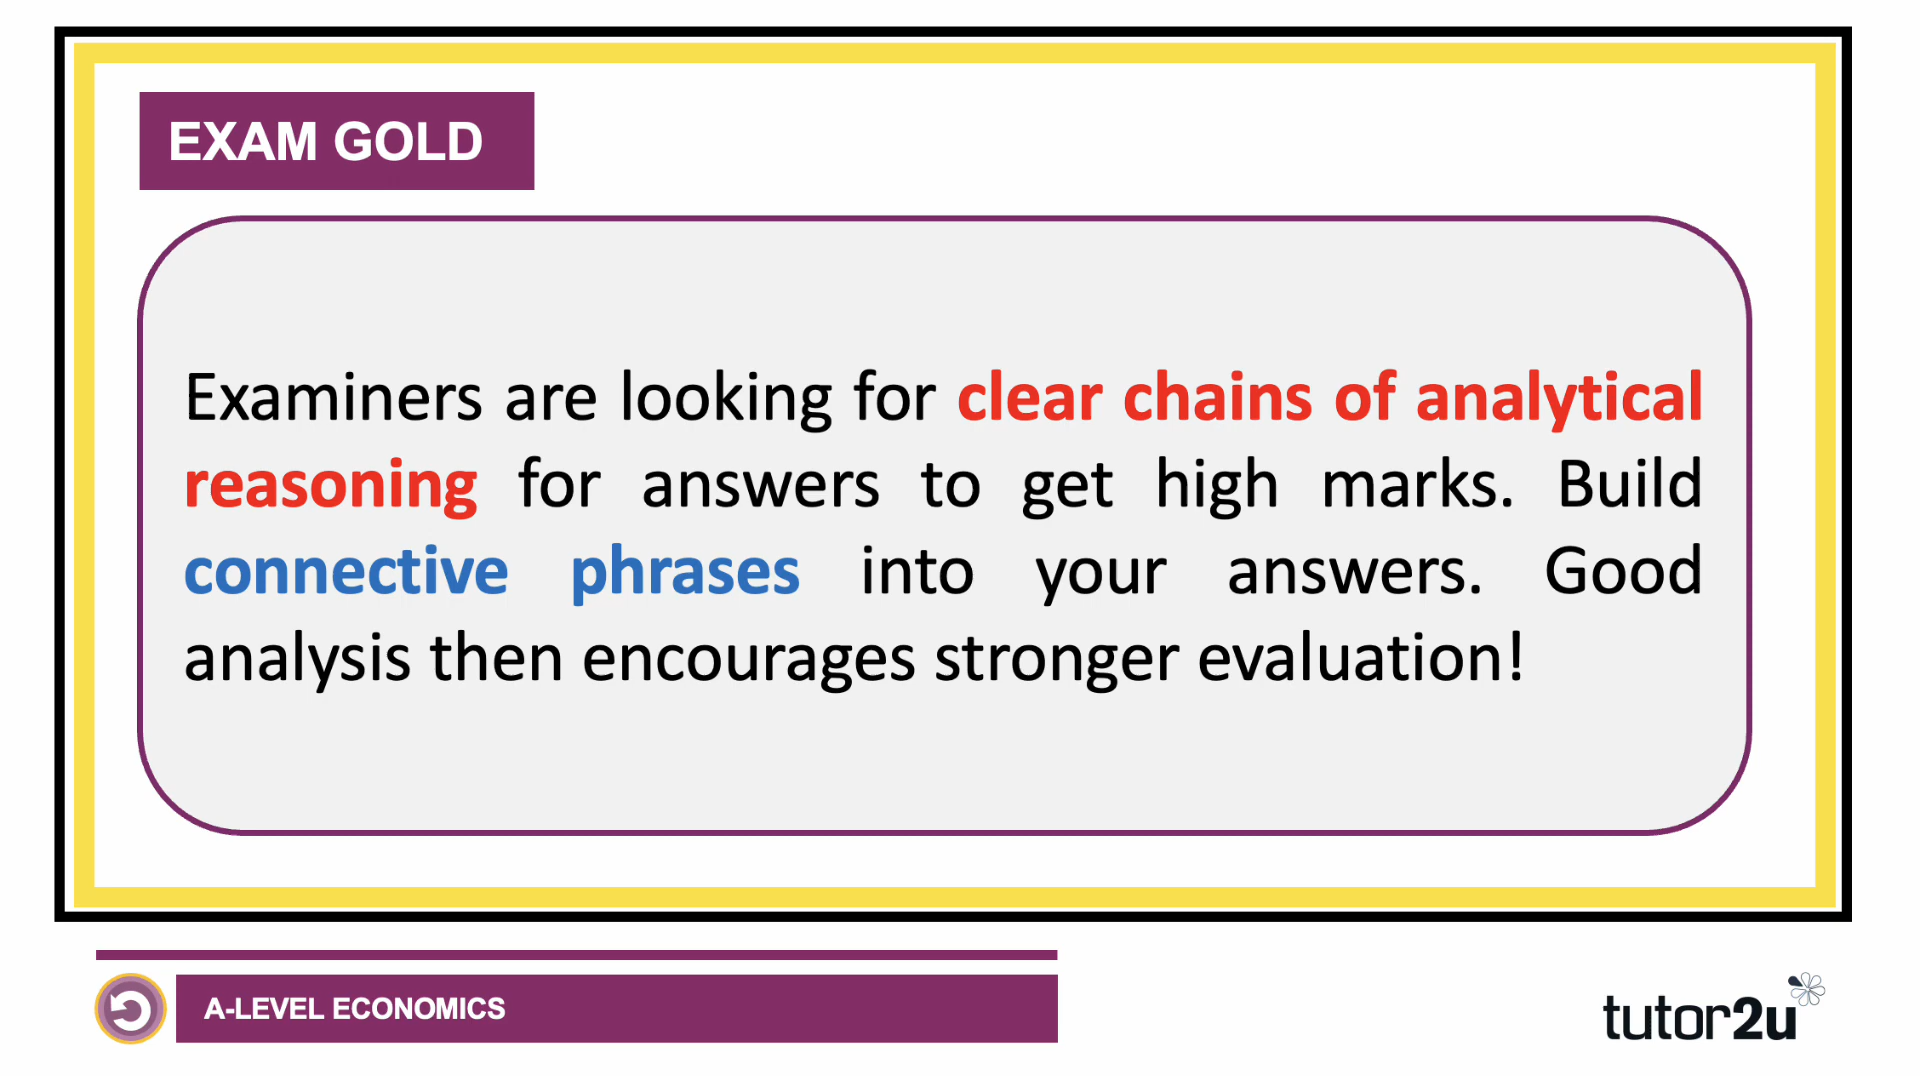 EXAM GOLD
Examiners are looking for clear chains of analytical
reasoning for answers to get high marks. Build
connective phrases into your answers. Good
analysis then encourages stronger evaluation!
A-LEVEL ECONOMICS
tutor2u